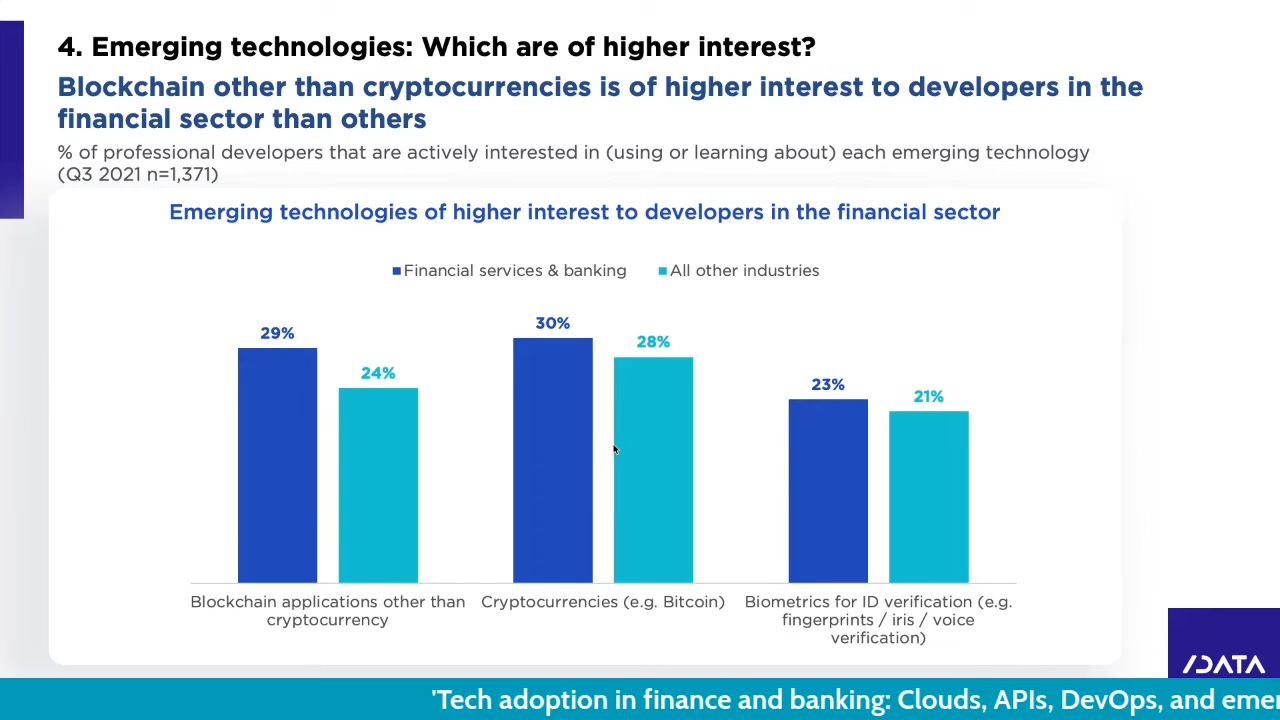 4. Emerging technologies: Which are of higher interest?
Blockchain other than cryptocurrencies is of higher interest to developers in the
financial sector than others
% of professional developers that are actively interested in (using or learning about) each emerging technology
(Q3 2021 n=1,371)
Emerging technologies of higher interest to developers in the financial sector
Financial services & banking
All other industries
29%
24%
30%
28%
23%
21%
Blockchain applications other than
cryptocurrency
Cryptocurrencies (e.g. Bitcoin)
Biometrics for ID verification (e.g.
fingerprints / iris / voice
verification)
/DATA
'Tech adoption in finance and banking: Clouds, APIs, DevOps, and emer